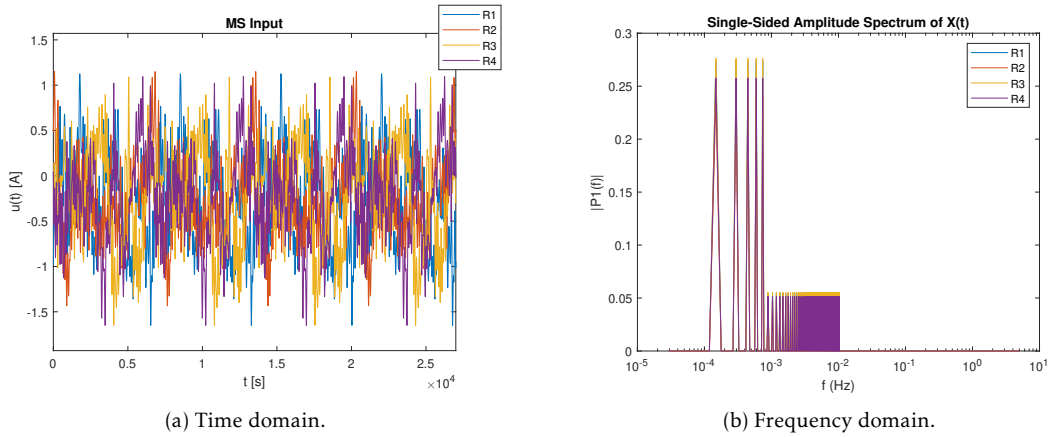 MS Input
R1
R2
R3
R4
1.5
1
0.5
0
-0.5
-1
-1.5
u(t) [A]
0
0.5
1
1.5
2
2.5
×10⁴
t [s]
(a) Time domain.
Single-Sided Amplitude Spectrum of X(t)
R1
R2
R3
R4
0.3
0.25
0.2
0.15
0.1
0.05
0
|P1(f)|
10⁻⁵
10⁻⁴
10⁻³
10⁻²
10⁻¹
10⁰
10¹
f (Hz)
(b) Frequency domain.